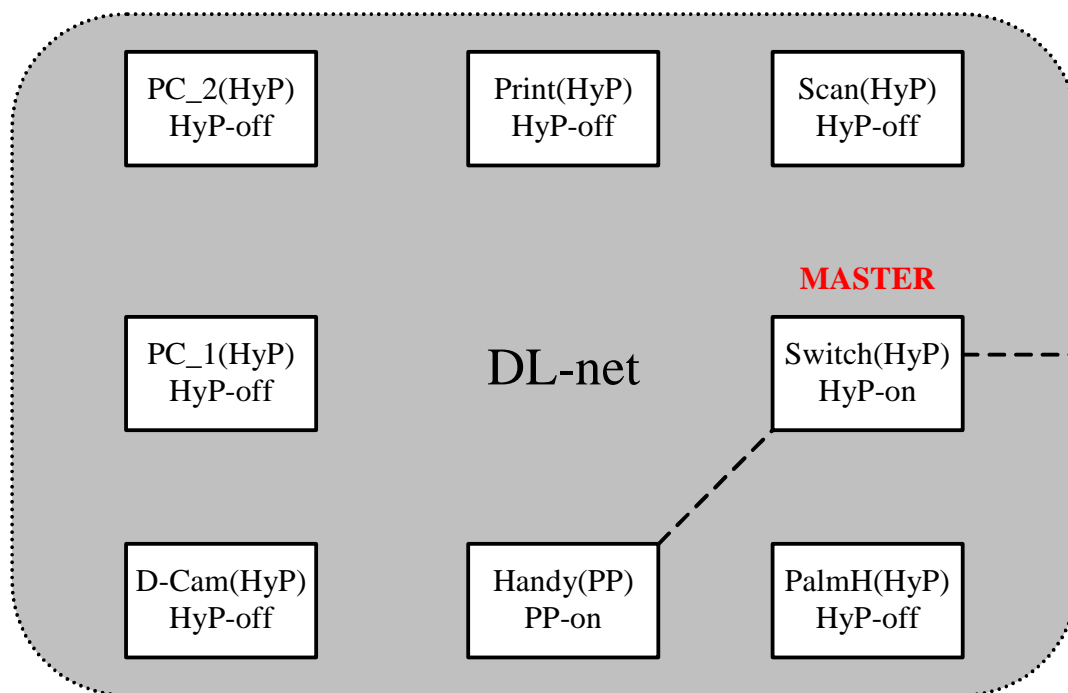 PC_2(HyP)
HyP-off
Print(HyP)
HyP-off
Scan(HyP)
HyP-off
MASTER
PC_1(HyP)
HyP-off
DL-net
Switch(HyP)
HyP-on
D-Cam(HyP)
HyP-off
Handy(PP)
PP-on
PalmH(HyP)
HyP-off